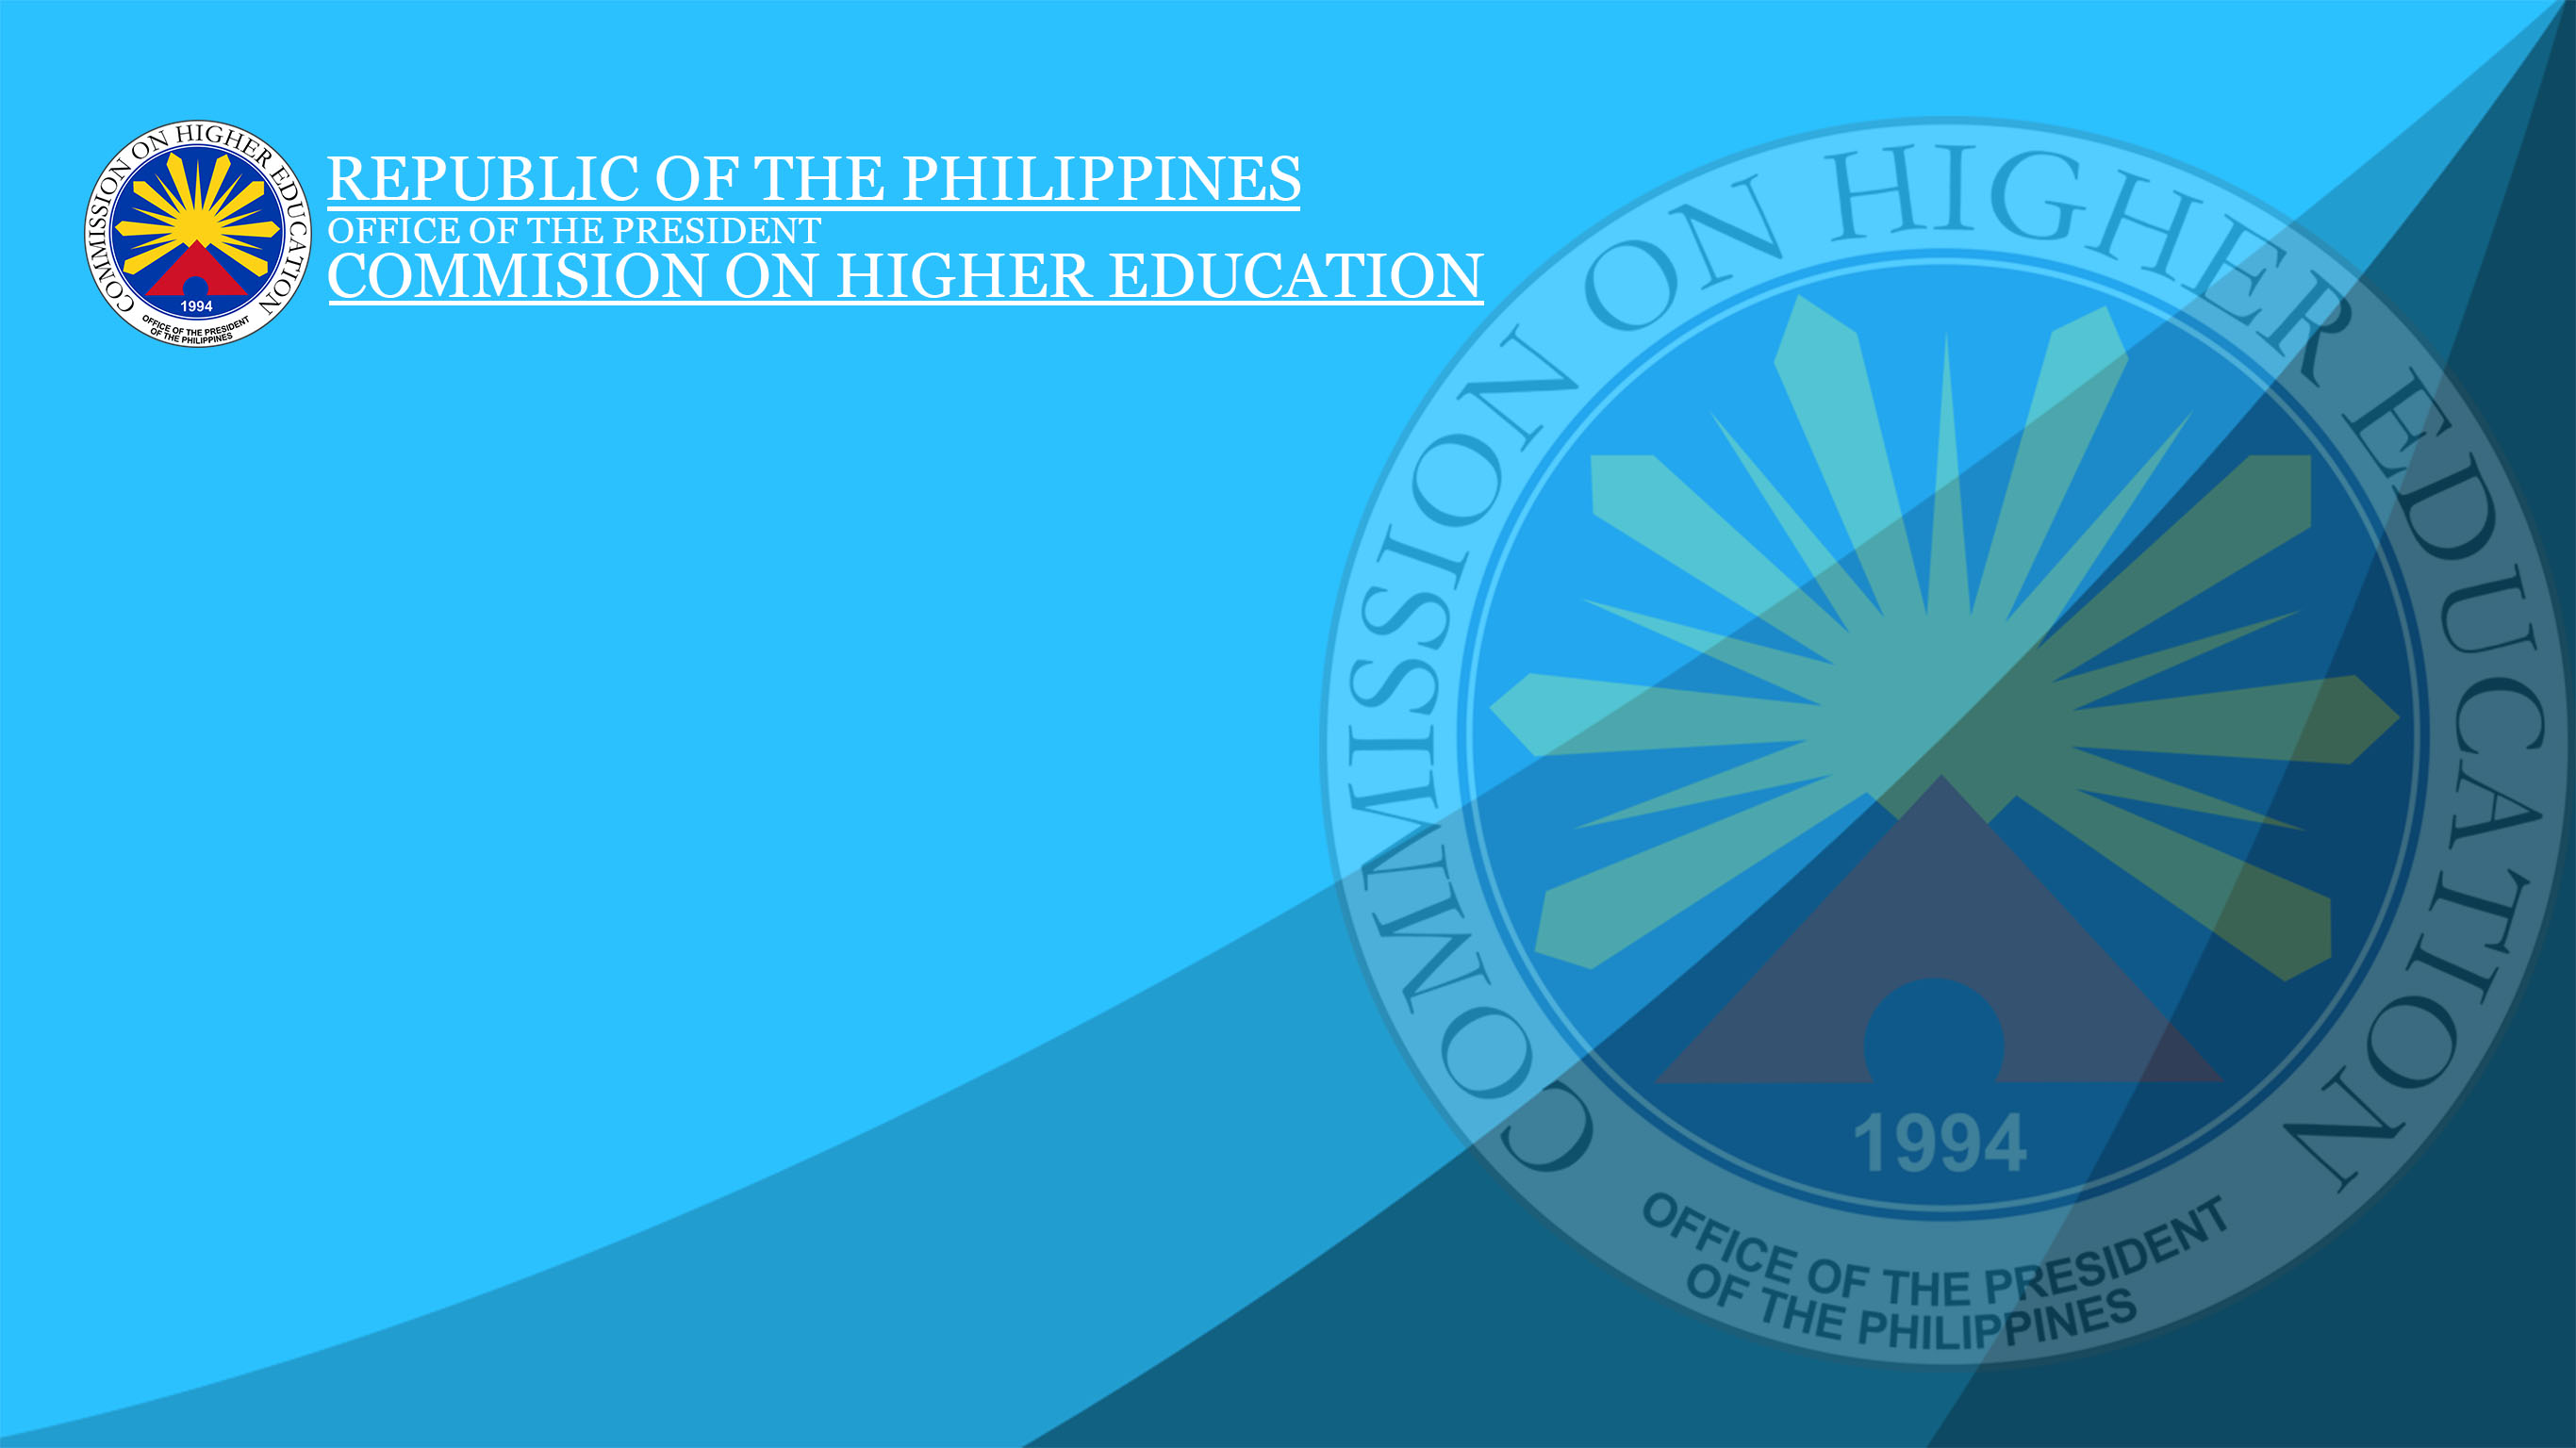 COMMISSION ON HIGHER EDUCATION
1994
OFFICE OF THE PRESIDENT
OF THE PHILIPPINES
REPUBLIC OF THE PHILIPPINES
OFFICE OF THE PRESIDENT
COMMISION ON HIGHER EDUCATION
COMMISSION ON HIGHER EDUCATION
1994
OFFICE OF THE PRESIDENT
OF THE PHILIPPINES